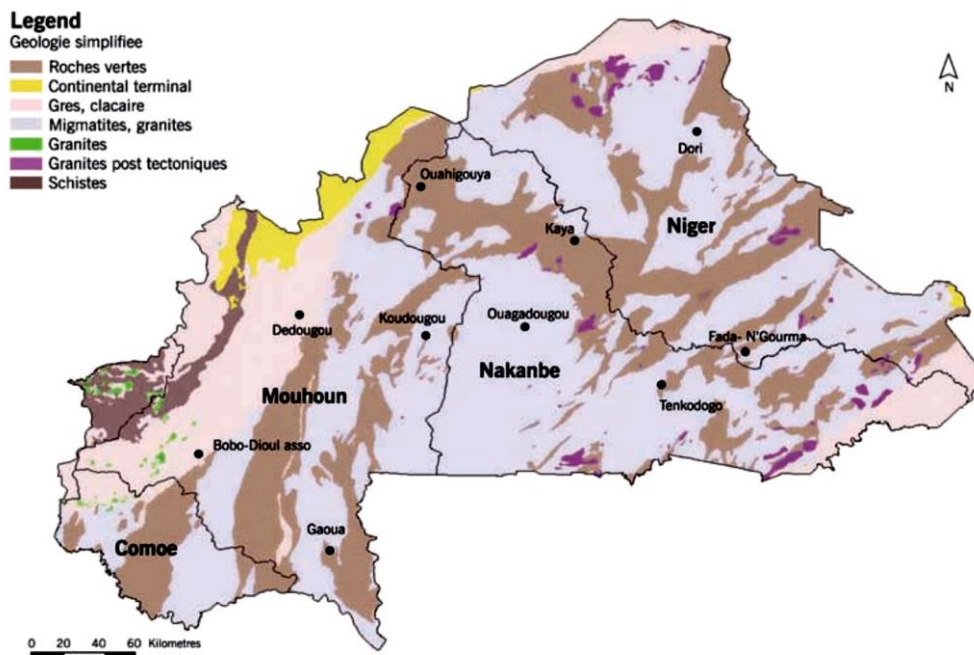 Legend
Geologie simplifiee
Roches vertes
Continental terminal
Gres, clacaire
Migmatites, granites
Granites
Granites post tectoniques
Schistes
N
Dori
Ouahigouya
Niger
Kaya
Dedougou
Koudougou
Ouagadougou
Fada- N'Gourma
Nakanbe
Mouhoun
Tenkodogo
Bobo-Dioul asso
Gaoua
Comoe
0 20 40 60 Kilometres